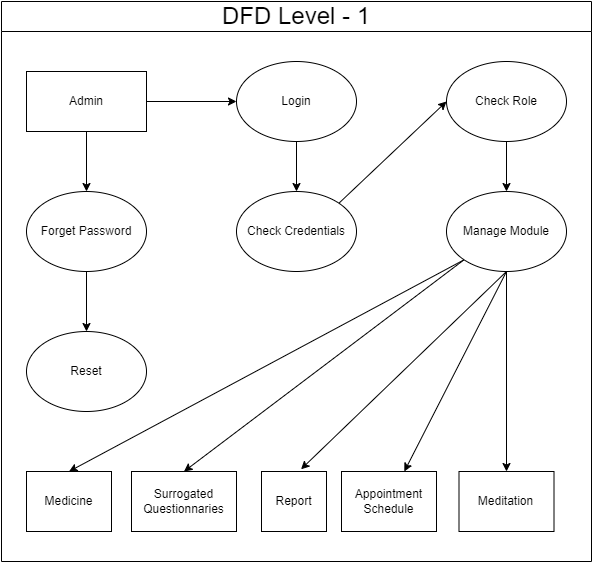 DFD Level - 1
Admin
Login
Check Role
Forget Password
Check Credentials
Manage Module
Reset
Medicine
Surrogated
Questionnaries
Report
Appointment
Schedule
Meditation